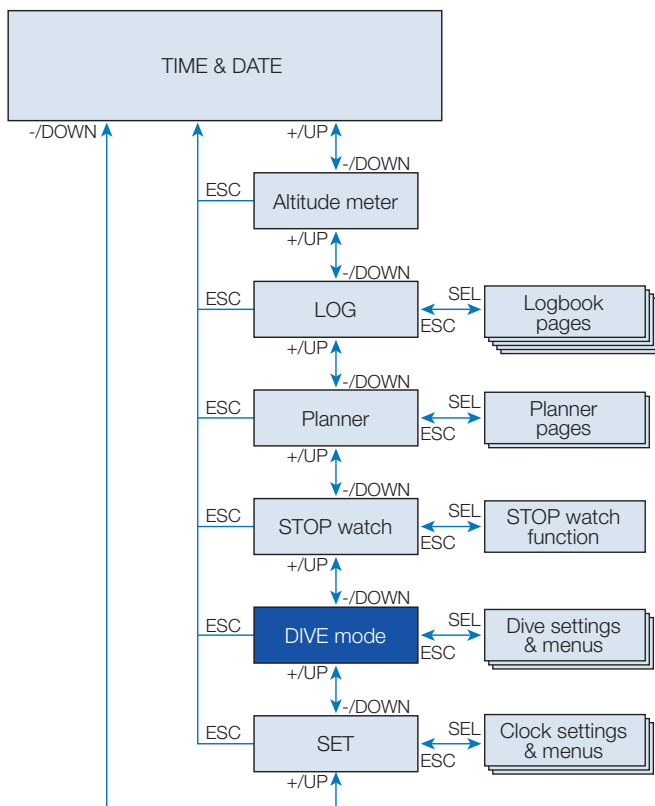 TIME & DATE
-/DOWN
+/UP
-/DOWN
ESC
Altitude meter
+/UP
-/DOWN
ESC
LOG
SEL
ESC
Logbook
pages
+/UP
-/DOWN
ESC
Planner
SEL
ESC
Planner
pages
+/UP
-/DOWN
ESC
STOP watch
SEL
ESC
STOP watch
function
+/UP
-/DOWN
ESC
DIVE mode
SEL
ESC
Dive settings
& menus
+/UP
-/DOWN
ESC
SET
SEL
ESC
Clock settings
& menus
+/UP